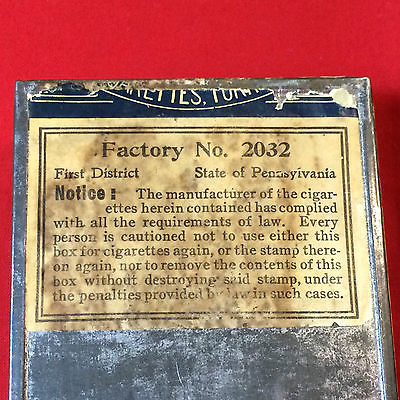 Factory No. 2032
First District State of Pennsylvania
Notice: The manufacturer of the cigar-
ettes herein contained has complied
with all the requirements of law. Every
person is cautioned not to use either this
box for cigarettes again, or the stamp there-
on again, nor to remove the contents of this
box without destroying said stamp, under
the penalties provided by law in such cases.